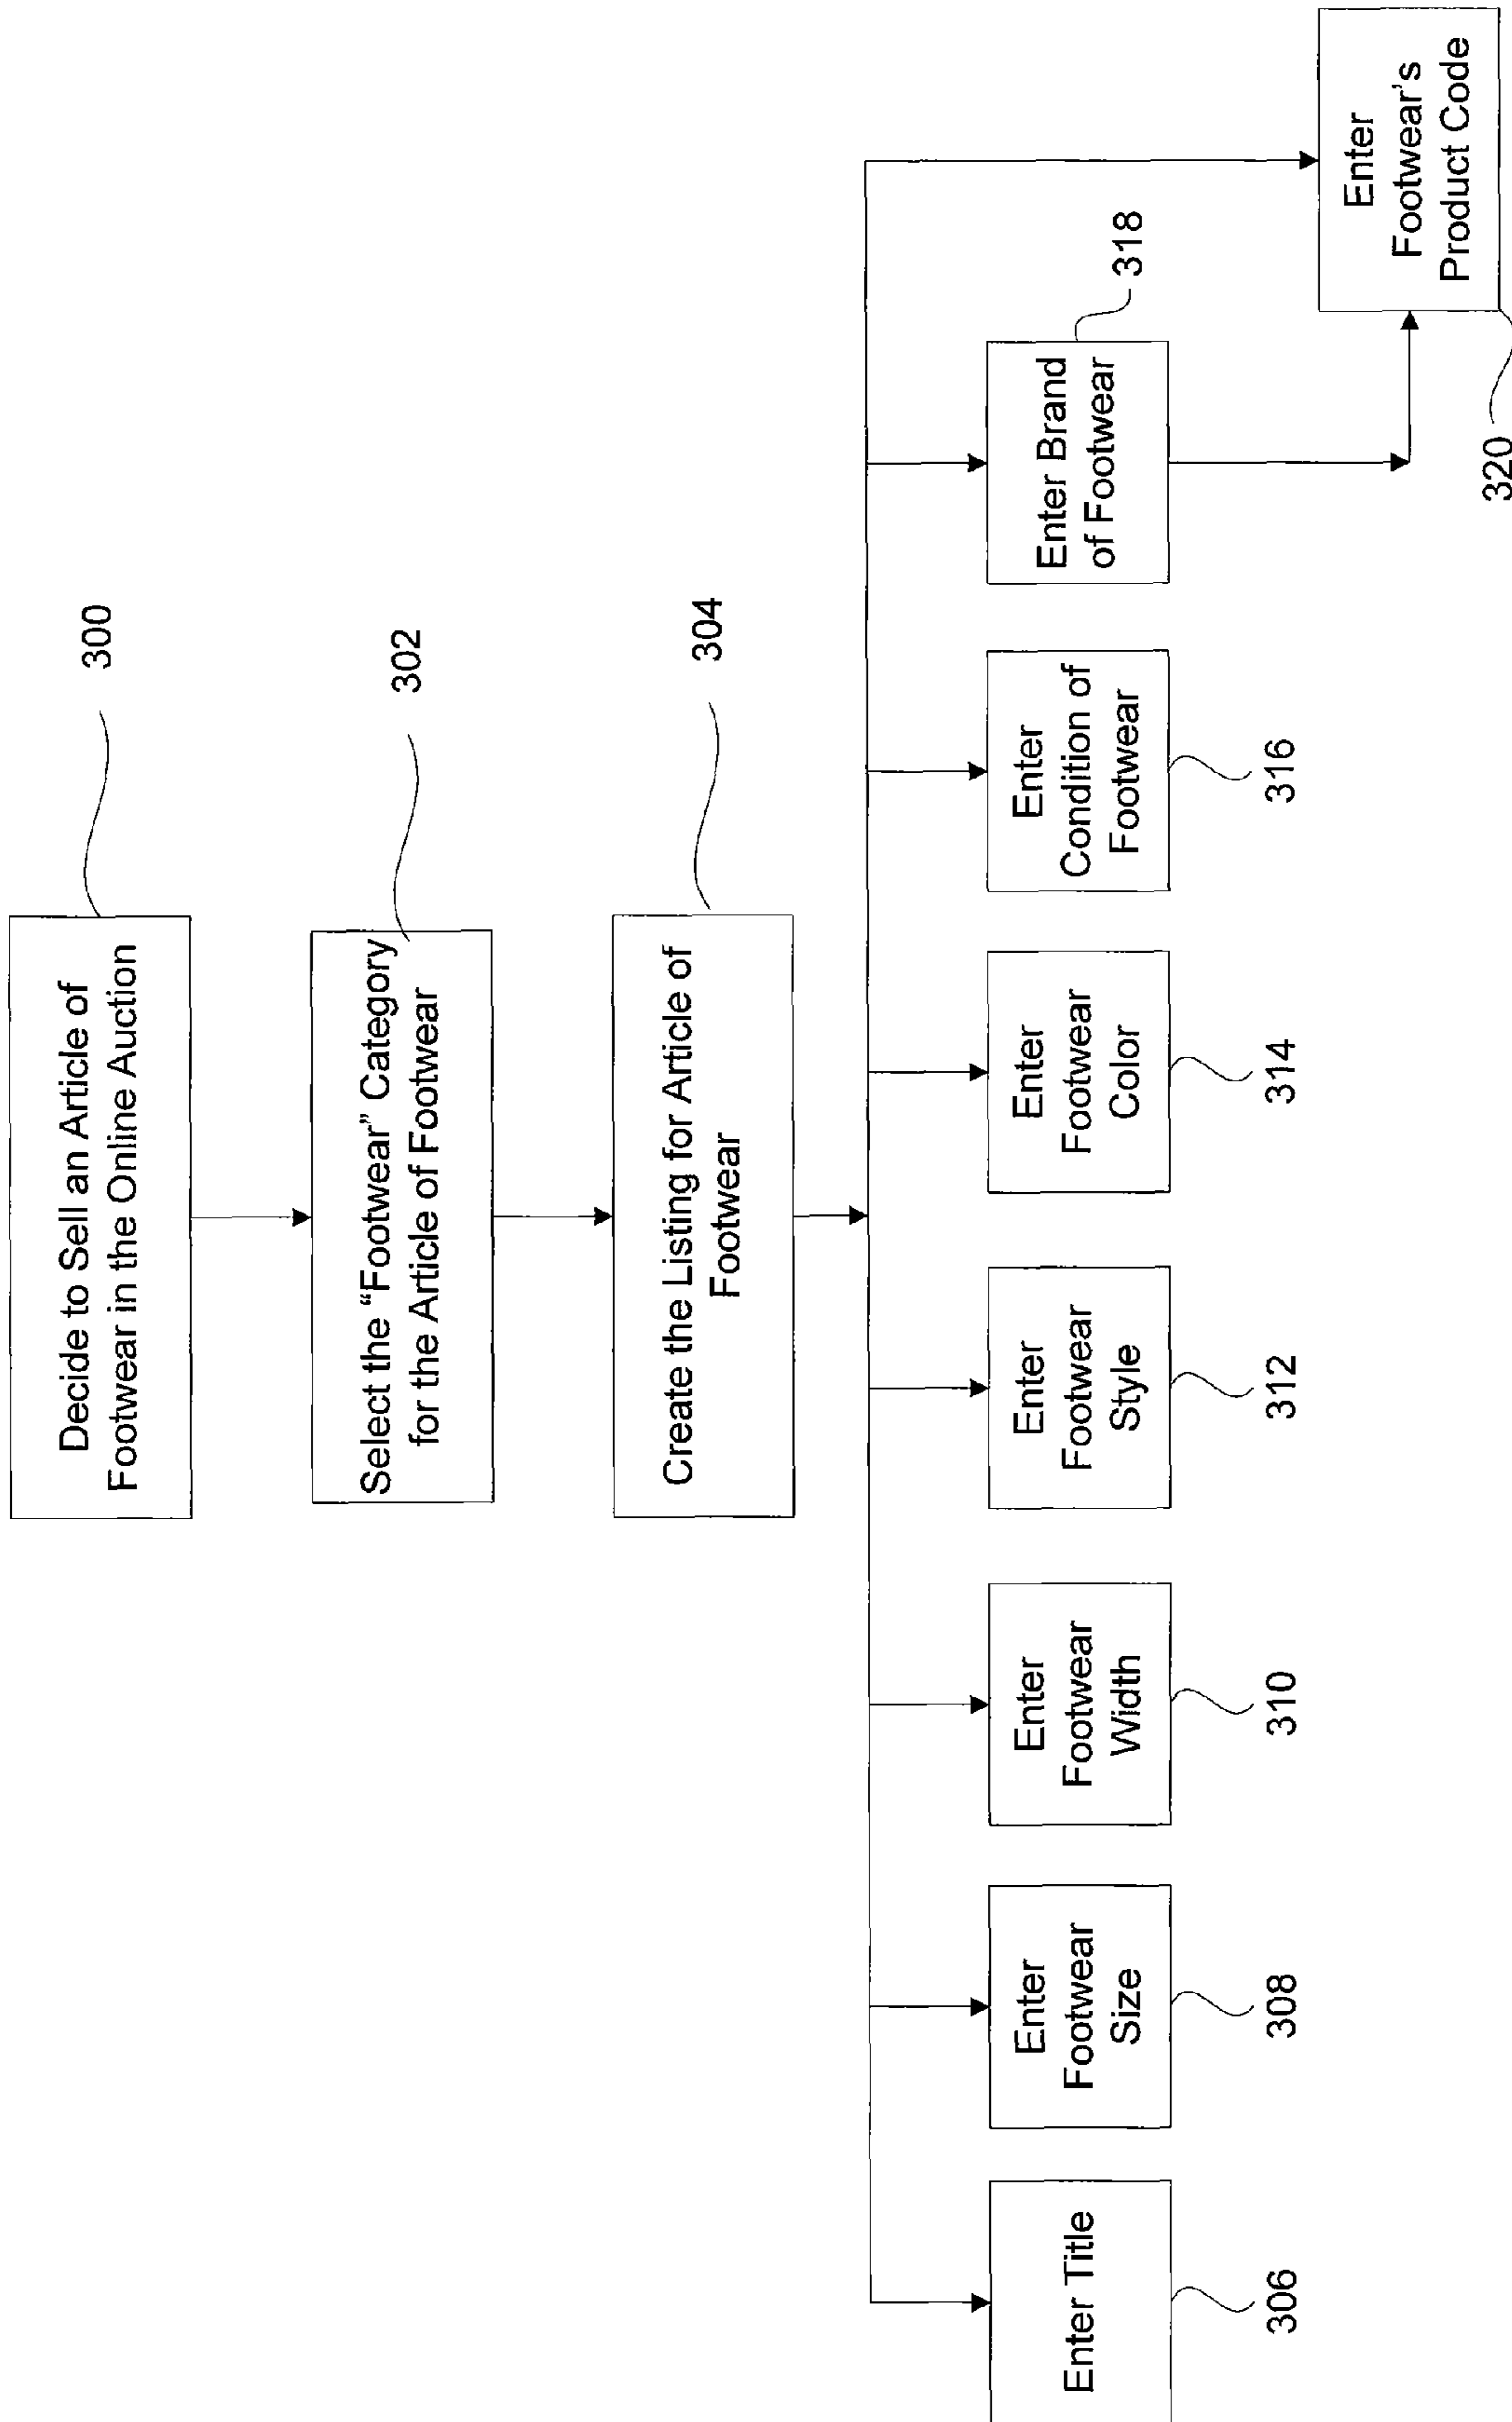 Decide to Sell an Article of
Footwear in the Online Auction
300
Select the “Footwear” Category
for the Article of Footwear
302
Create the Listing for Article of
Footwear
304
Enter Title
306
Enter
Footwear
Size
308
Enter
Footwear
Width
310
Enter
Footwear
Style
312
Enter
Footwear
Color
314
Enter
Condition of
Footwear
316
Enter Brand
of Footwear
318
Enter
Footwear's
Product Code
320